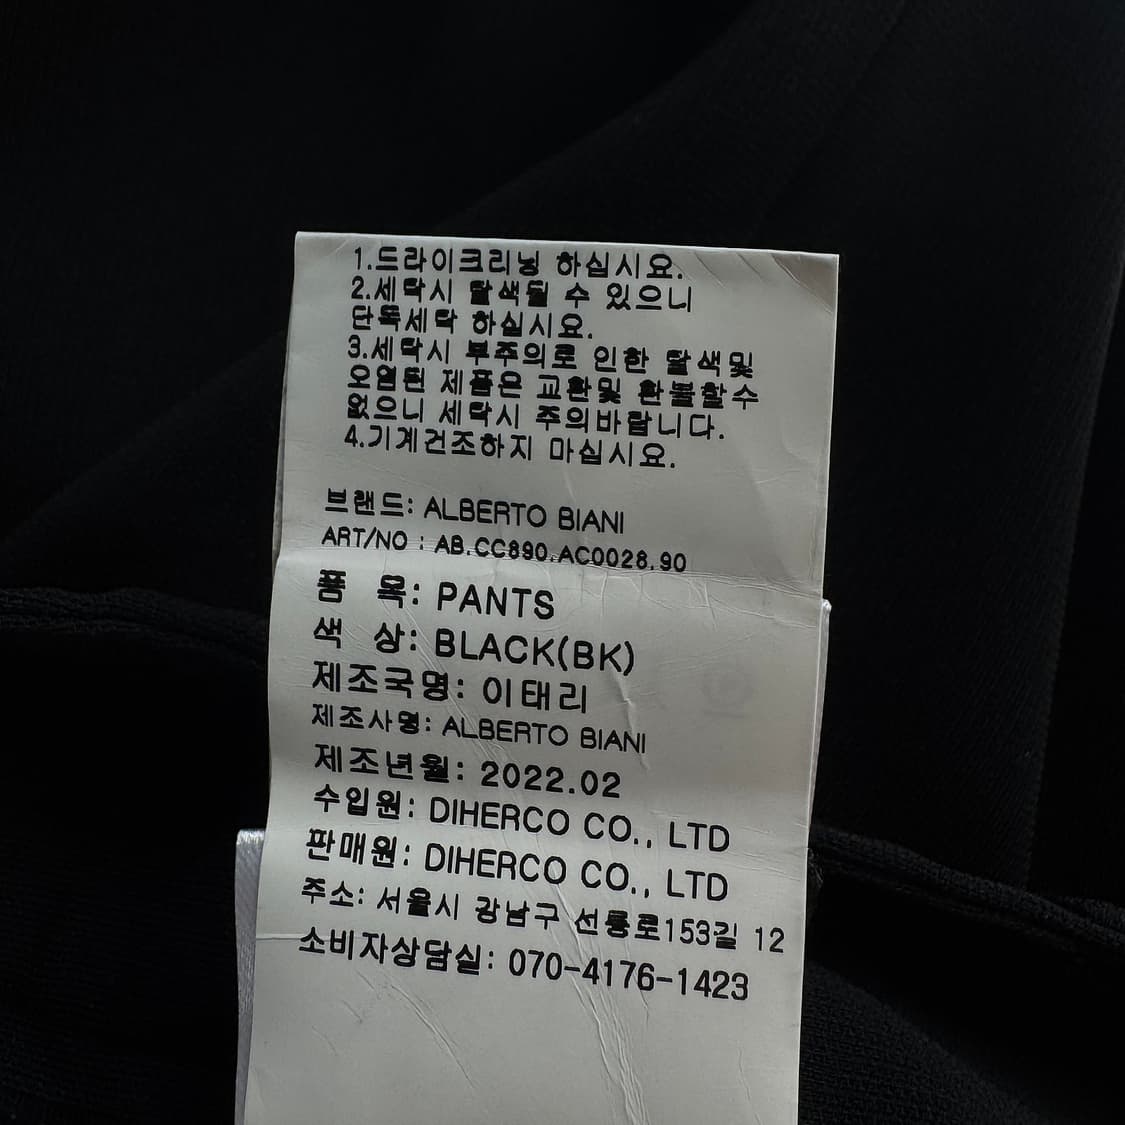 1.드라이크리닝 하십시요.
2.세탁시 탈색될 수 있으니
단독세탁 하십시요.
3.세탁시 부주의로 인한 탈색및
오염된 제품은 교환및 환불할수
없으니 세탁시 주의바랍니다.
4.기계건조하지 마십시요.
브랜드: ALBERTO BIANI
ART/NO : AB.CC890.AC0028.90
품 목: PANTS
색 상: BLACK(BK)
제조국명: 이태리
제조사명: ALBERTO BIANI
제조년월: 2022.02
수입원: DIHERCO CO., LTD
판매원: DIHERCO CO., LTD
주소: 서울시 강남구 선릉로153길 12
소비자상담실: 070-4176-1423